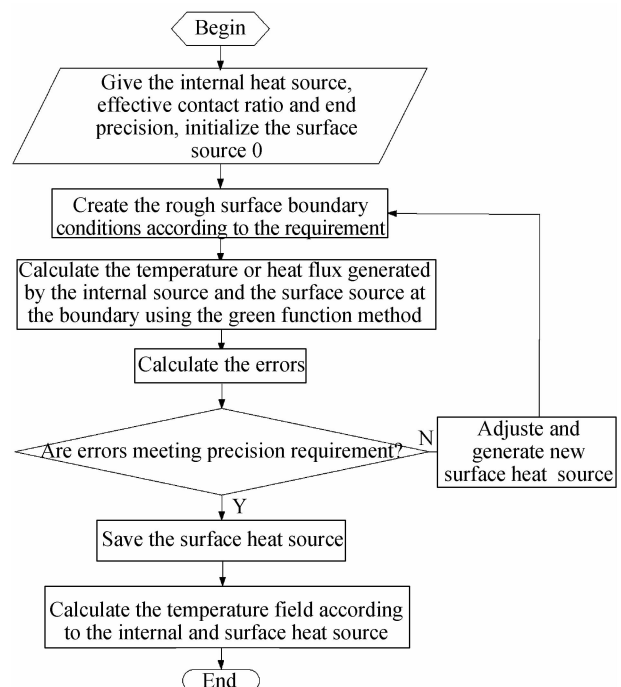 Begin
Give the internal heat source,
effective contact ratio and end
precision, initialize the surface
source 0
Create the rough surface boundary
conditions according to the requirement
Calculate the temperature or heat flux generated
by the internal source and the surface source at
the boundary using the green function method
Calculate the errors
Are errors meeting precision requirement?
N
Adjuste and
generate new
surface heat source
Y
Save the surface heat source
Calculate the temperature field according
to the internal and surface heat source
End